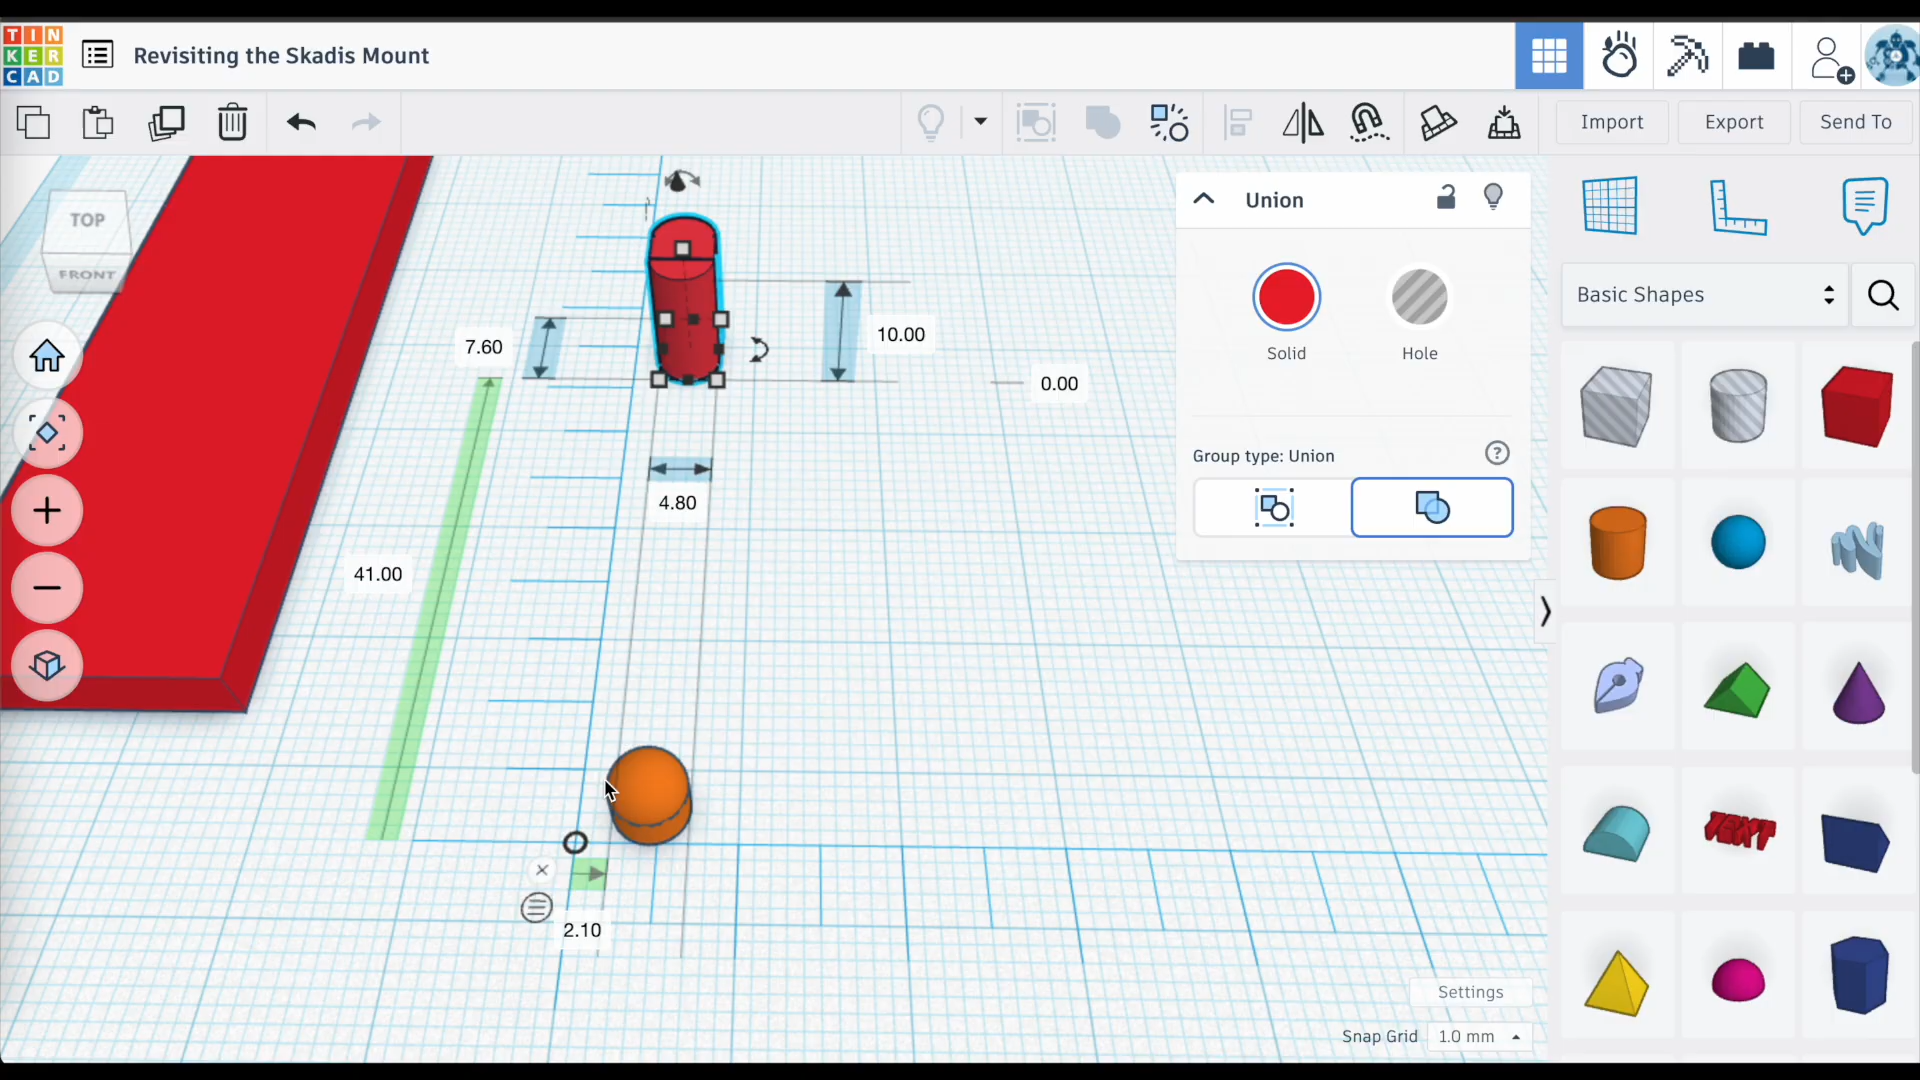 TIN
KER
CAD
Revisiting the Skadis Mount
Import
Export
Send To
TOP
FRONT
Union
Solid
Hole
Group type: Union
?
Basic Shapes
7.60
10.00
0.00
4.80
41.00
2.10
TEXT
Settings
Snap Grid 1.0 mm